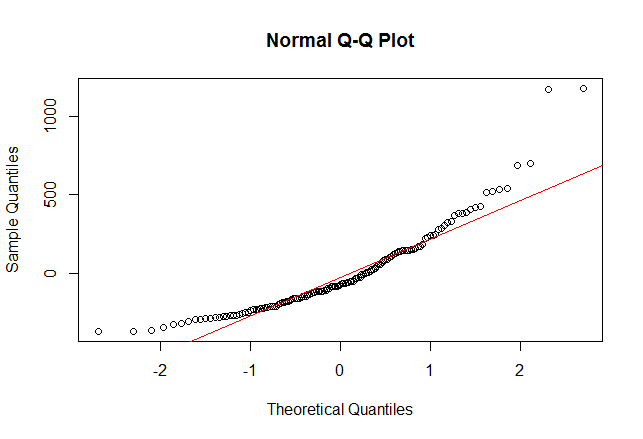 Normal Q-Q Plot
Sample Quantiles
1000
500
0
-2 -1 0 1 2
Theoretical Quantiles